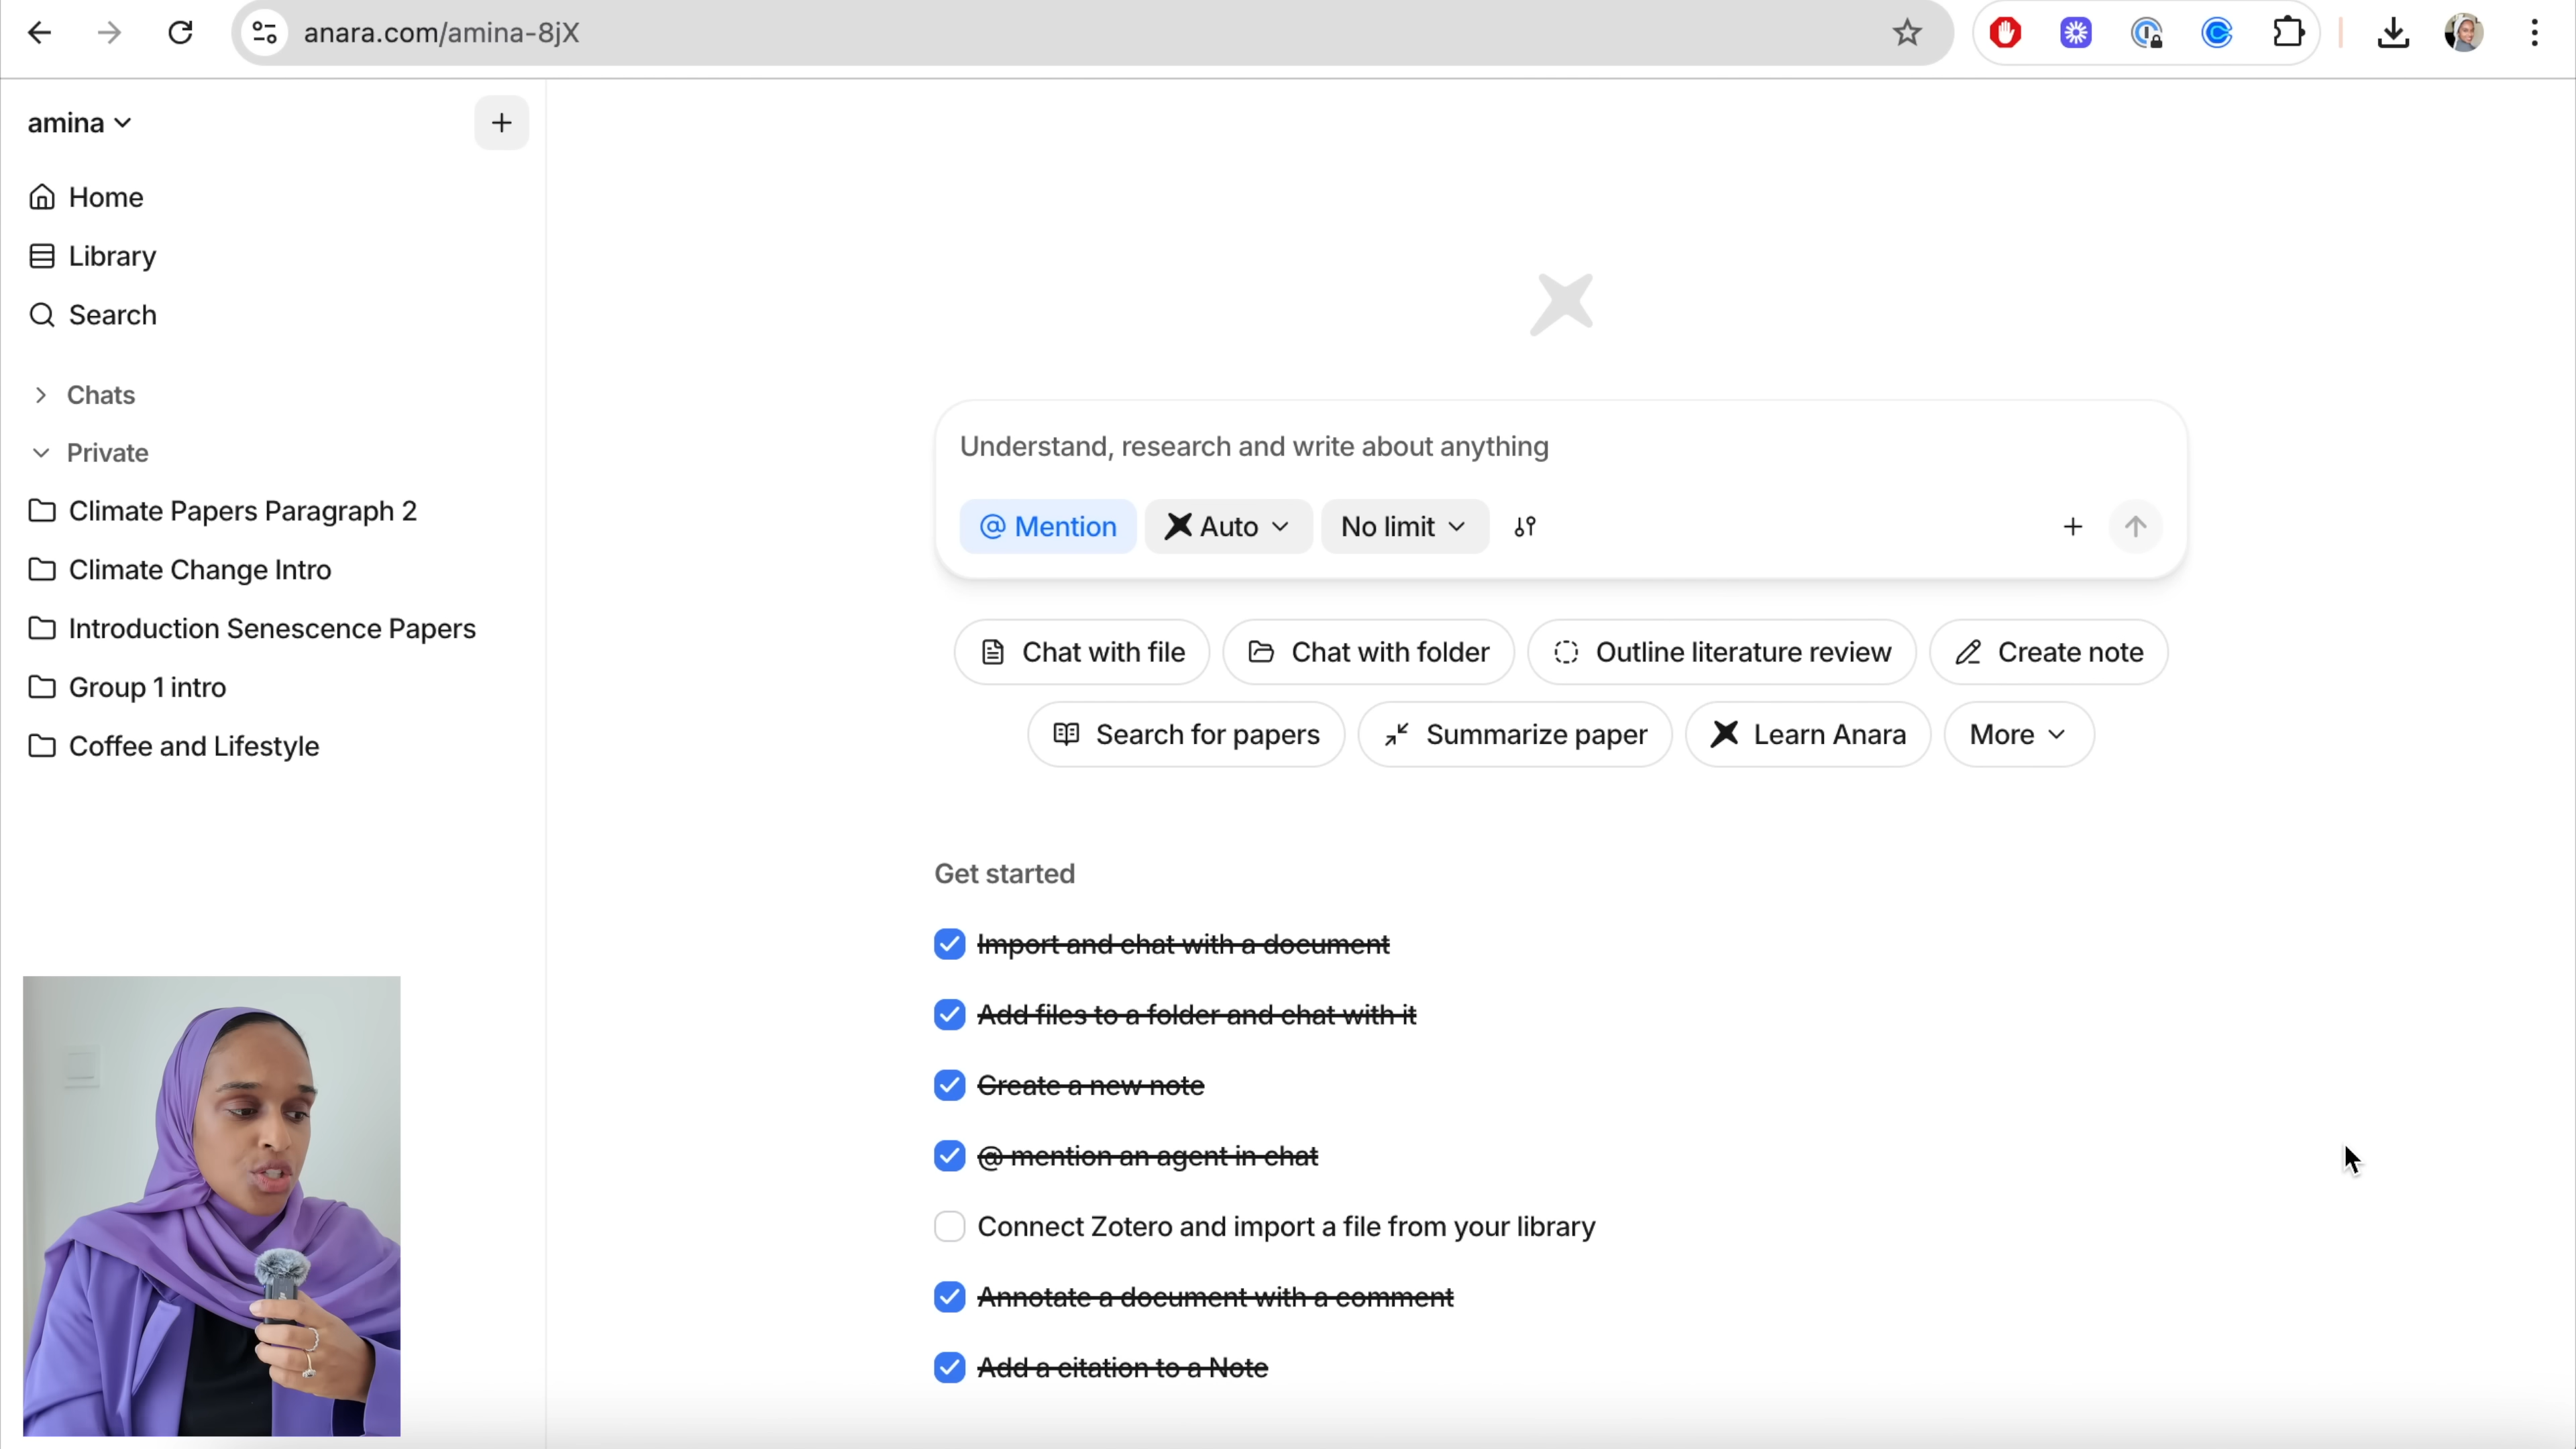 anara.com/amina-8jX
amina
Home
Library
Search
Chats
Private
Climate Papers Paragraph 2
Climate Change Intro
Introduction Senescence Papers
Group 1 intro
Coffee and Lifestyle
Understand, research and write about anything
@ Mention Auto No limit
Chat with file Chat with folder Outline literature review Create note
Search for papers Summarize paper Learn Anara More
Get started
Import and chat with a document
Add files to a folder and chat with it
Create a new note
@ mention an agent in chat
Connect Zotero and import a file from your library
Annotate a document with a comment
Add a citation to a Note